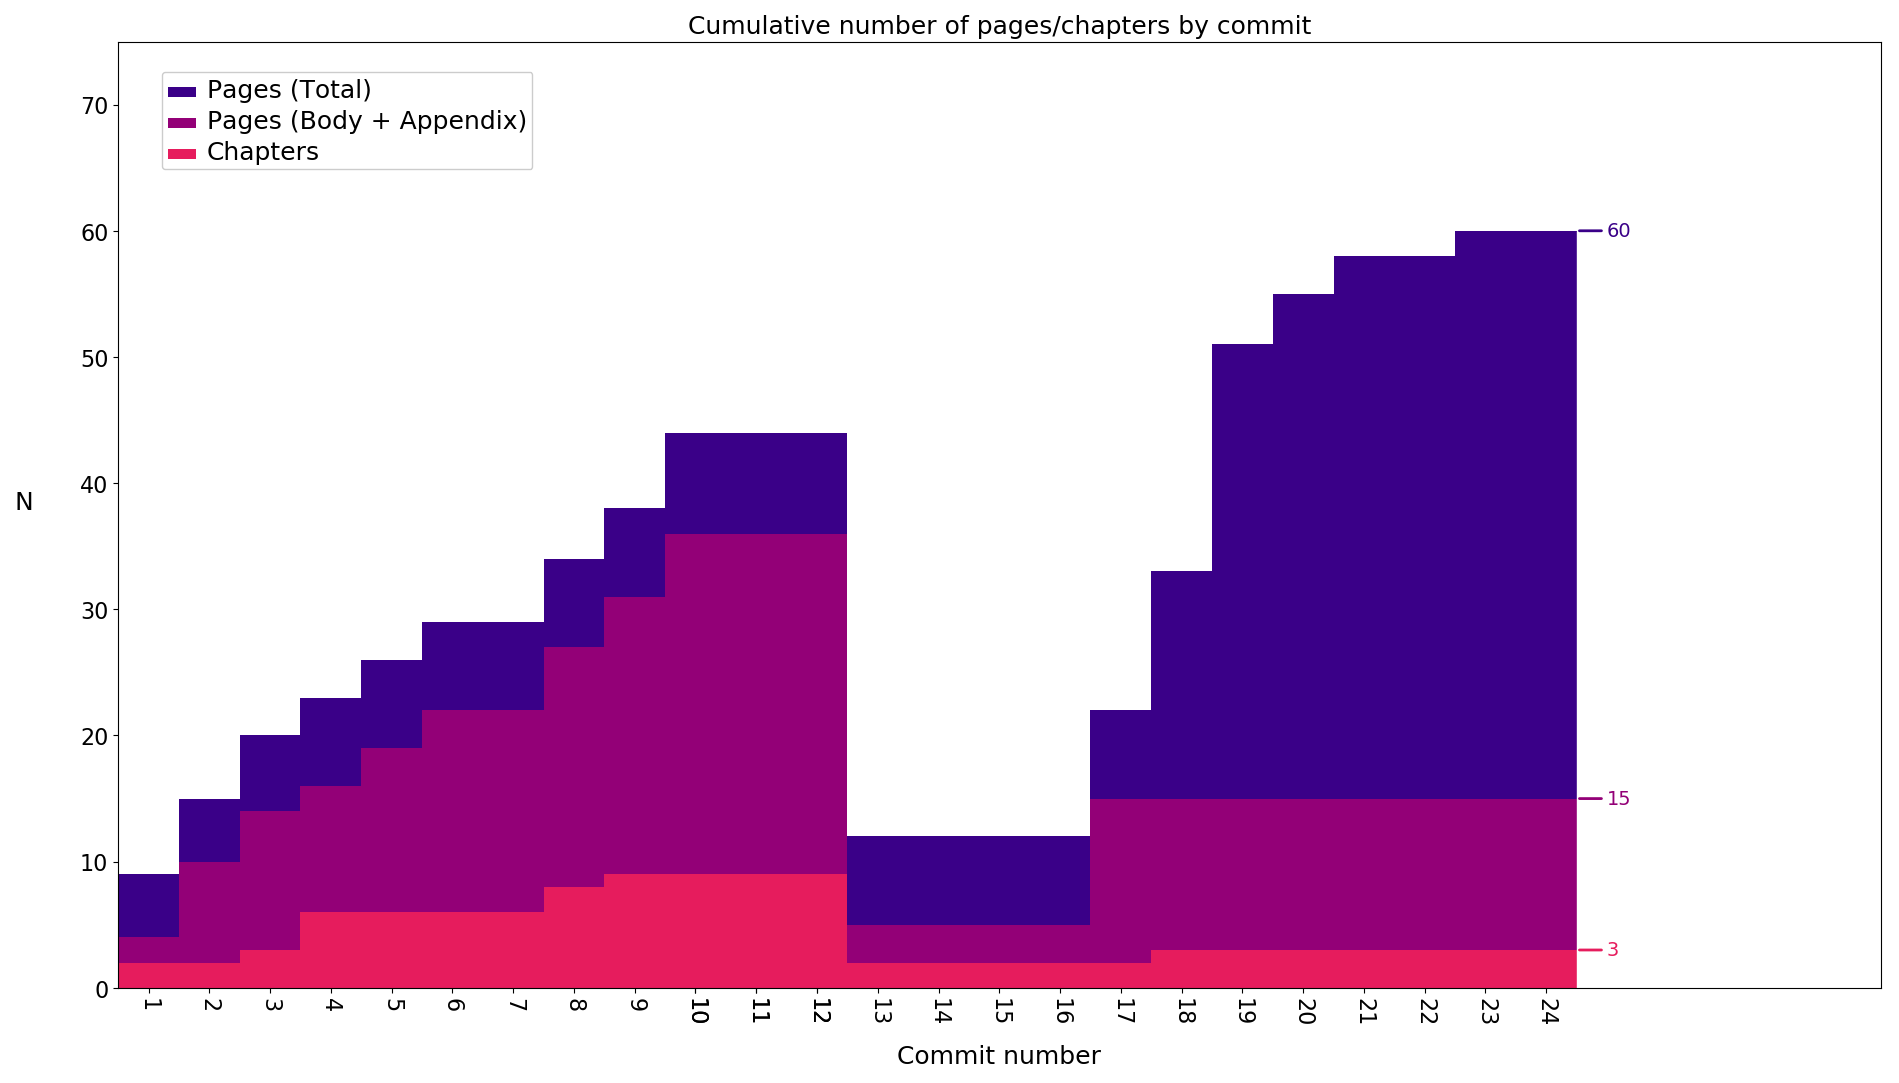 Cumulative number of pages/chapters by commit
Pages (Total)
Pages (Body + Appendix)
Chapters
70
60
50
40
30
20
10
0
N
60
15
3
1 2 3 4 5 6 7 8 9 10 11 12 13 14 15 16 17 18 19 20 21 22 23 24
Commit number